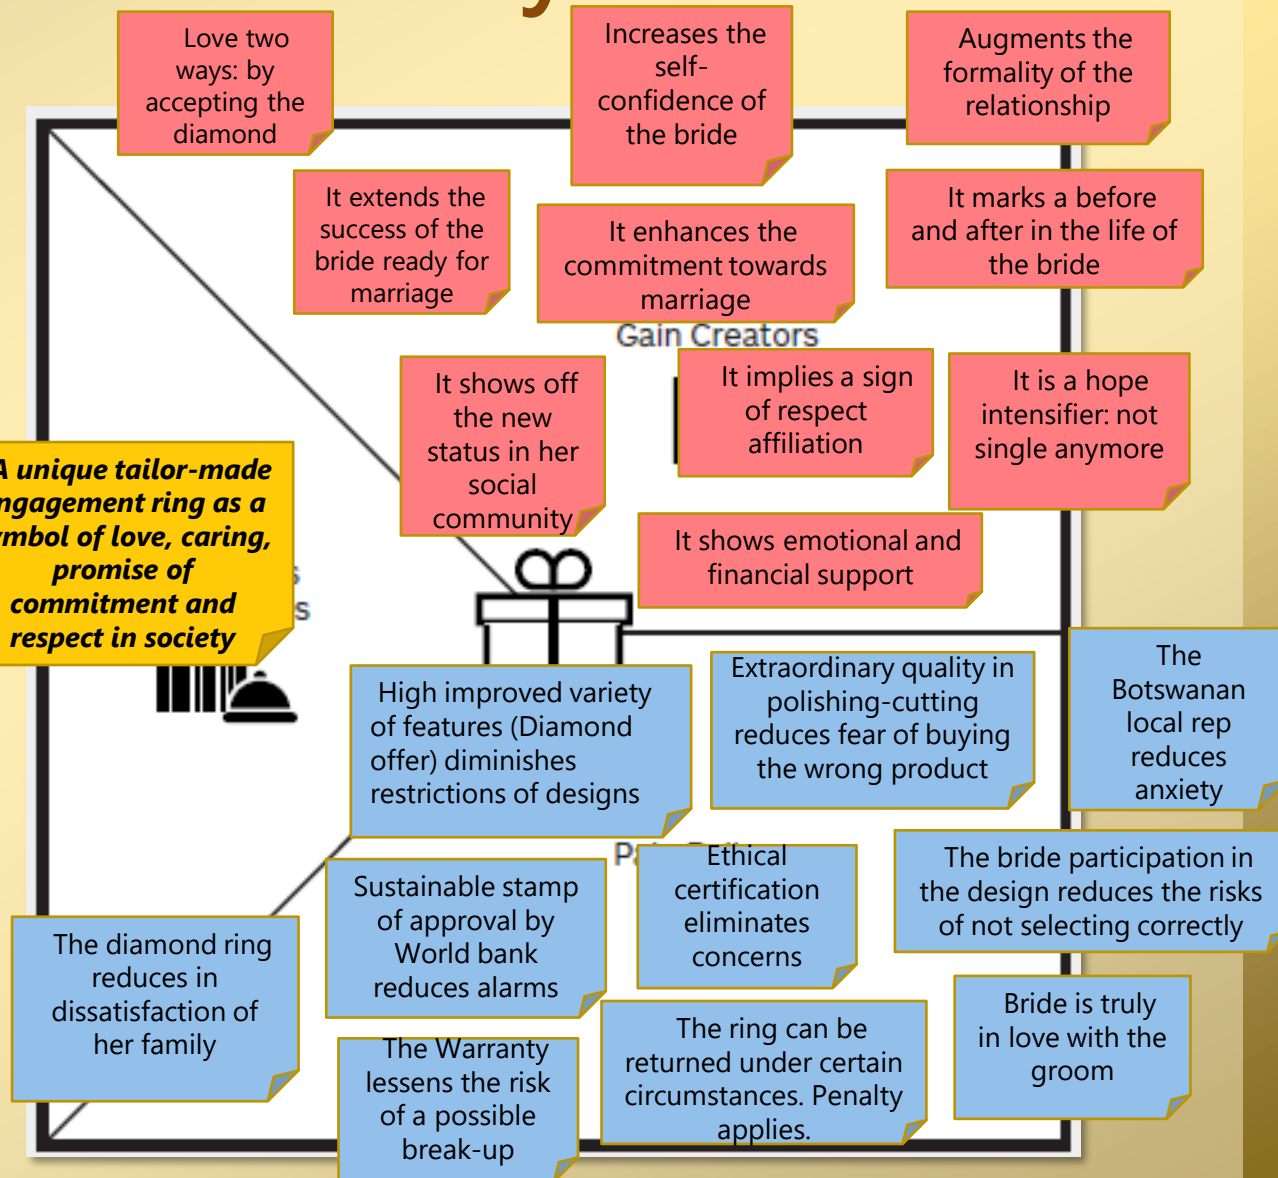 Love two
ways: by
accepting the
diamond
Increases the
self-
confidence of
the bride
Augments the
formality of the
relationship
It extends the
success of the
bride ready for
marriage
It enhances the
commitment towards
marriage
It marks a before
and after in the life of
the bride
Gain Creators
It shows off
the new
status in her
social
community
It implies a sign
of respect
affiliation
It is a hope
intensifier: not
single anymore
It shows emotional and
financial support
A unique tailor-made
ngagement ring as a
ymbol of love, caring,
promise of
commitment and
respect in society
s
s
High improved variety
of features (Diamond
offer) diminishes
restrictions of designs
Extraordinary quality in
polishing-cutting
reduces fear of buying
the wrong product
The
Botswanan
local rep
reduces
anxiety
Sustainable stamp
of approval by
World bank
reduces alarms
Ethical
certification
eliminates
concerns
The bride participation in
the design reduces the risks
of not selecting correctly
The diamond ring
reduces in
dissatisfaction of
her family
The Warranty
lessens the risk
of a possible
break-up
The ring can be
returned under certain
circumstances. Penalty
applies.
Bride is truly
in love with the
groom